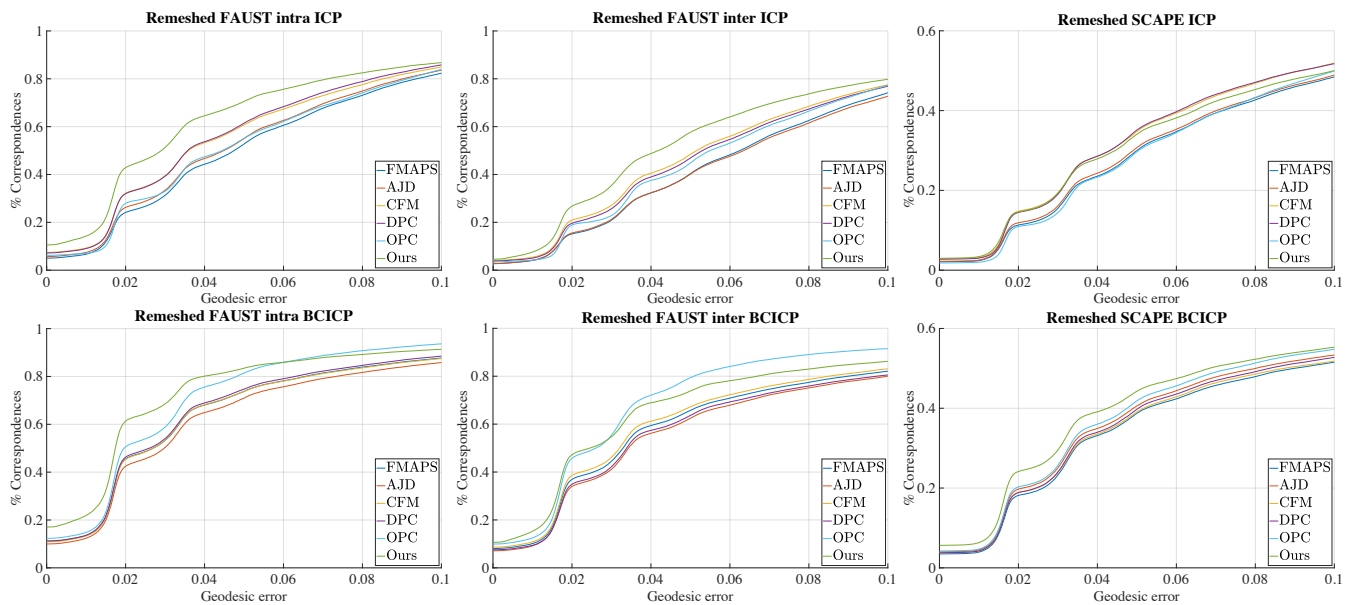 Remeshed FAUST intra ICP
1
0.8
0.6
0.4
0.2
0
% Correspondences
0 0.02 0.04 0.06 0.08 0.1
Geodesic error
FMAPS
AJD
CFM
DPC
OPC
Ours
Remeshed FAUST inter ICP
1
0.8
0.6
0.4
0.2
0
% Correspondences
0 0.02 0.04 0.06 0.08 0.1
Geodesic error
FMAPS
AJD
CFM
DPC
OPC
Ours
Remeshed SCAPE ICP
0.6
0.4
0.2
0
% Correspondences
0 0.02 0.04 0.06 0.08 0.1
Geodesic error
FMAPS
AJD
CFM
DPC
OPC
Ours
Remeshed FAUST intra BCICP
1
0.8
0.6
0.4
0.2
0
% Correspondences
0 0.02 0.04 0.06 0.08 0.1
Geodesic error
FMAPS
AJD
CFM
DPC
OPC
Ours
Remeshed FAUST inter BCICP
1
0.8
0.6
0.4
0.2
0
% Correspondences
0 0.02 0.04 0.06 0.08 0.1
Geodesic error
FMAPS
AJD
CFM
DPC
OPC
Ours
Remeshed SCAPE BCICP
0.6
0.4
0.2
0
% Correspondences
0 0.02 0.04 0.06 0.08 0.1
Geodesic error
FMAPS
AJD
CFM
DPC
OPC
Ours